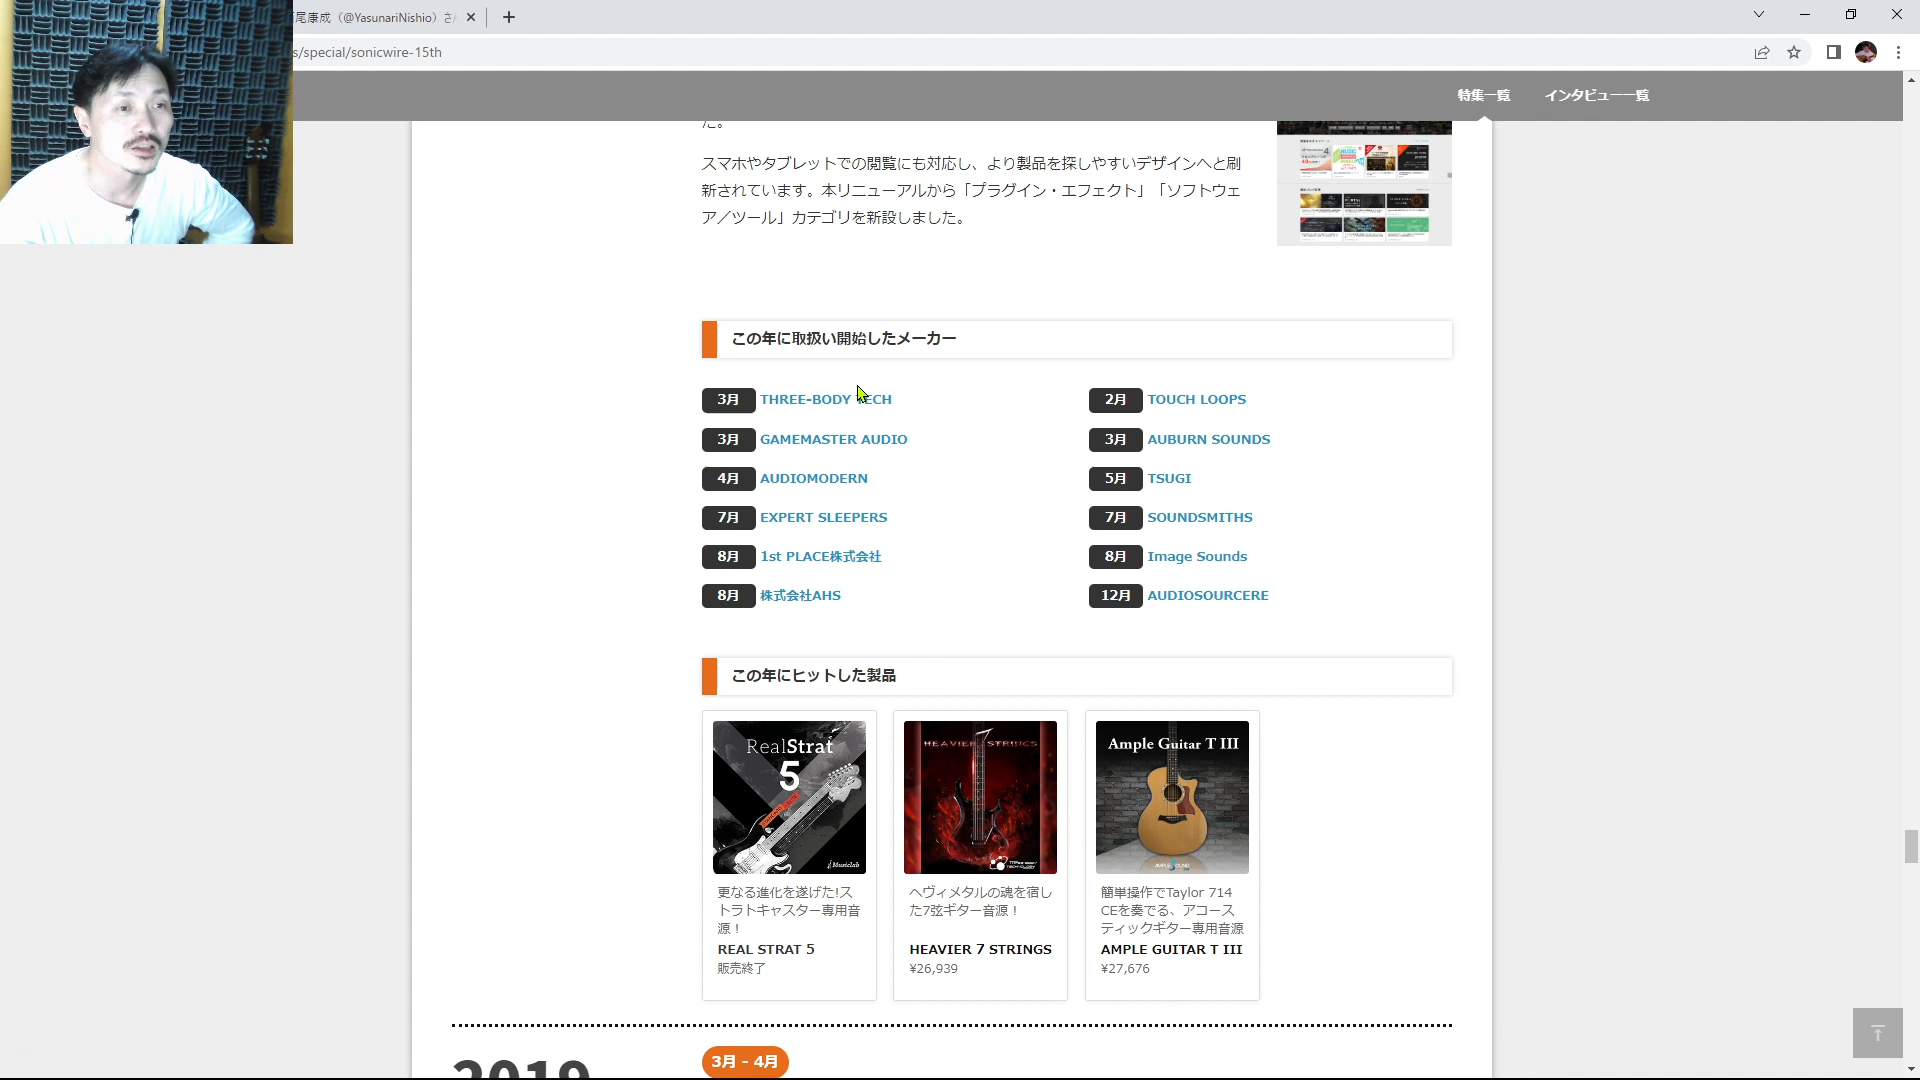 尾康成（@YasunariNishio）さ
s/special/sonicwire-15th
特集一覧 インタビュー一覧
た。
スマホやタブレットでの閲覧にも対応し、より製品を探しやすいデザインへと刷
新されています。本リニューアルから「プラグイン・エフェクト」「ソフトウェ
ア／ツール」カテゴリを新設しました。
この年に取扱い開始したメーカー
3月 THREE-BODY TECH
2月 TOUCH LOOPS
3月 GAMEMASTER AUDIO
3月 AUBURN SOUNDS
4月 AUDIOMODERN
5月 TSUGI
7月 EXPERT SLEEPERS
7月 SOUNDSMITHS
8月 1st PLACE株式会社
8月 Image Sounds
8月 株式会社AHS
12月 AUDIOSOURCERE
この年にヒットした製品
RealStrat
5
Musiclab
更なる進化を遂げた!ス
トラトキャスター専用音
源！
REAL STRAT 5
販売終了
HEAVIER 7 STRINGS
ヘヴィメタルの魂を宿し
た7弦ギター音源！
HEAVIER 7 STRINGS
¥26,939
Ample Guitar T III
AMPLE SOUND
簡単操作でTaylor 714
CEを奏でる、アコース
ティックギター専用音源
AMPLE GUITAR T III
¥27,676
2019
3月 - 4月